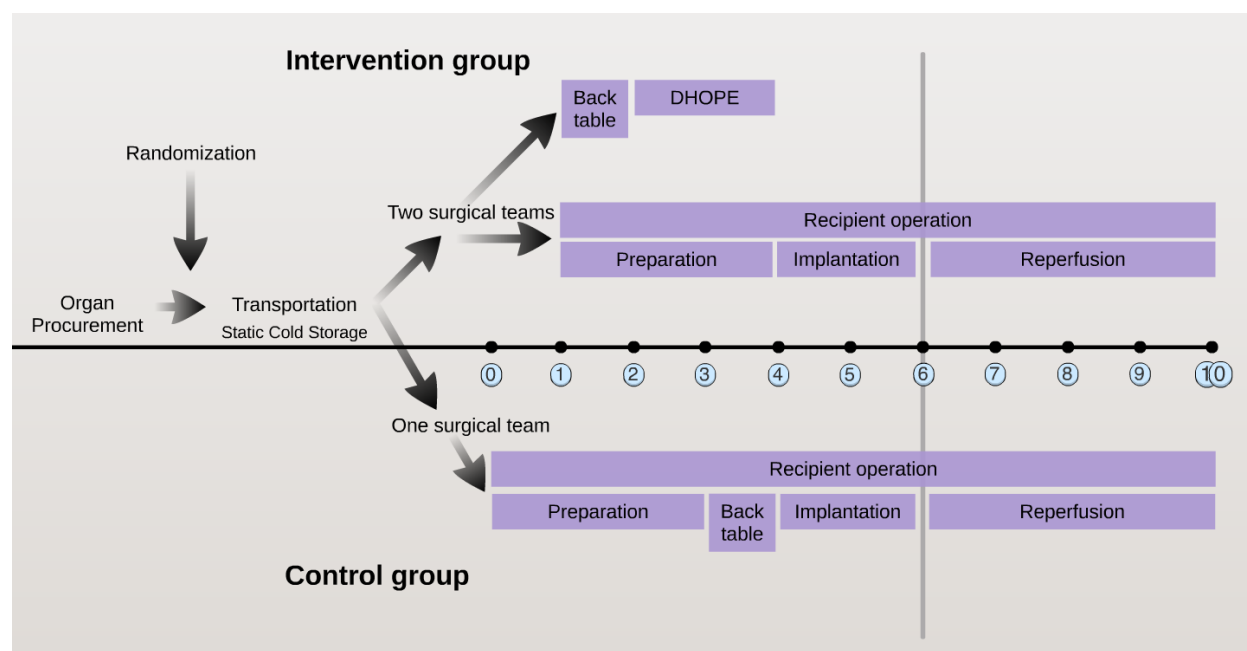 Intervention group
Back
table
DHOPE
Randomization
Two surgical teams
Recipient operation
Preparation
Implantation
Reperfusion
Organ
Procurement
Transportation
Static Cold Storage
0 1 2 3 4 5 6 7 8 9 10
One surgical team
Recipient operation
Preparation
Back
table
Implantation
Reperfusion
Control group